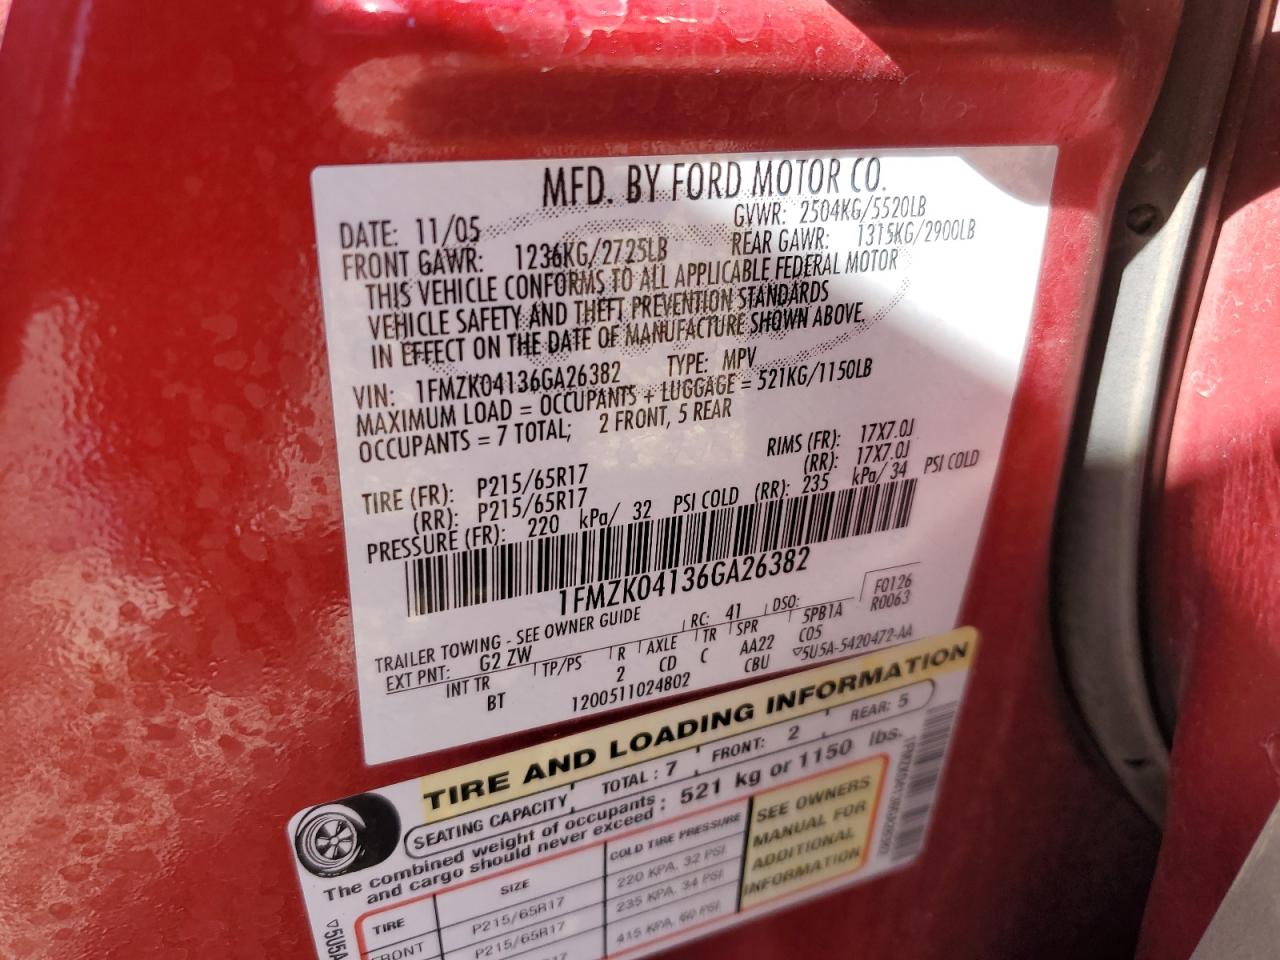 MFD. BY FORD MOTOR CO.
DATE: 11/05 GVWR: 2504KG/5520LB
FRONT GAWR: 1236KG/2725LB REAR GAWR: 1315KG/2900LB
THIS VEHICLE CONFORMS TO ALL APPLICABLE FEDERAL MOTOR
VEHICLE SAFETY AND THEFT PREVENTION STANDARDS
IN EFFECT ON THE DATE OF MANUFACTURE SHOWN ABOVE.
VIN: 1FMZK04136GA26382 TYPE: MPV
MAXIMUM LOAD = OCCUPANTS + LUGGAGE = 521KG/1150LB
OCCUPANTS = 7 TOTAL; 2 FRONT, 5 REAR
TIRE (FR): P215/65R17 RIMS (FR): 17X7.0J
(RR): P215/65R17 (RR): 17X7.0J
PRESSURE (FR): 220 kPa/ 32 PSI COLD (RR): 235 kPa/ 34 PSI COLD
1FMZK04136GA26382
TRAILER TOWING - SEE OWNER GUIDE
EXT PNT: G2 ZW RC: 41 DSO: F0126
INT TR TP/PS R AXLE TR SPR 5PB1A R0063
BT 2 CD C AA22 C05
1200511024802 CBU ▽5U5A-5420472-AA
TIRE AND LOADING INFORMATION
SEATING CAPACITY TOTAL: 7 FRONT: 2 REAR: 5
The combined weight of occupants
and cargo should never exceed : 521 kg or 1150 lbs.
TIRE SIZE COLD TIRE PRESSURE
FRONT P215/65R17 220 KPA, 32 PSI
P215/65R17 235 KPA, 34 PSI
415 KPA, 60 PSI
SEE OWNERS
MANUAL FOR
ADDITIONAL
INFORMATION
▽5U5A